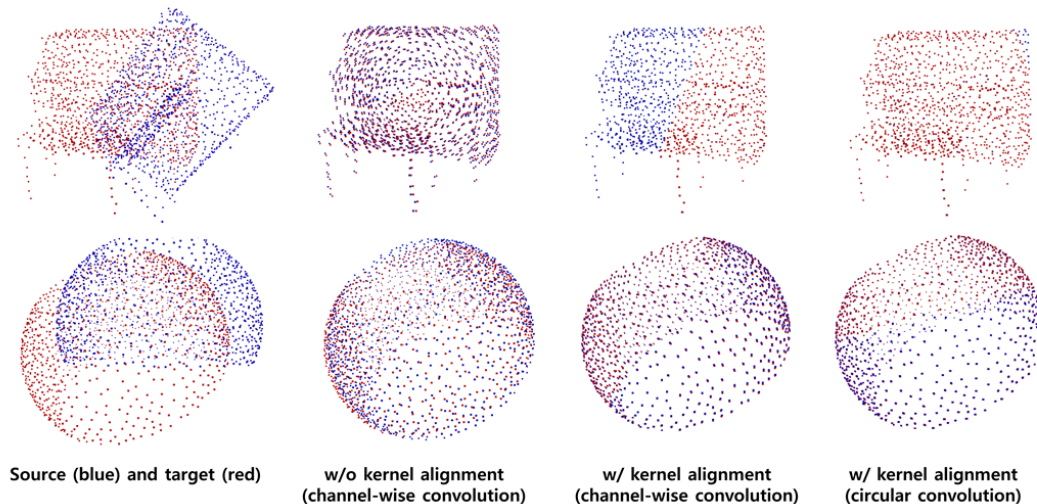 Source (blue) and target (red)
w/o kernel alignment
(channel-wise convolution)
w/ kernel alignment
(channel-wise convolution)
w/ kernel alignment
(circular convolution)